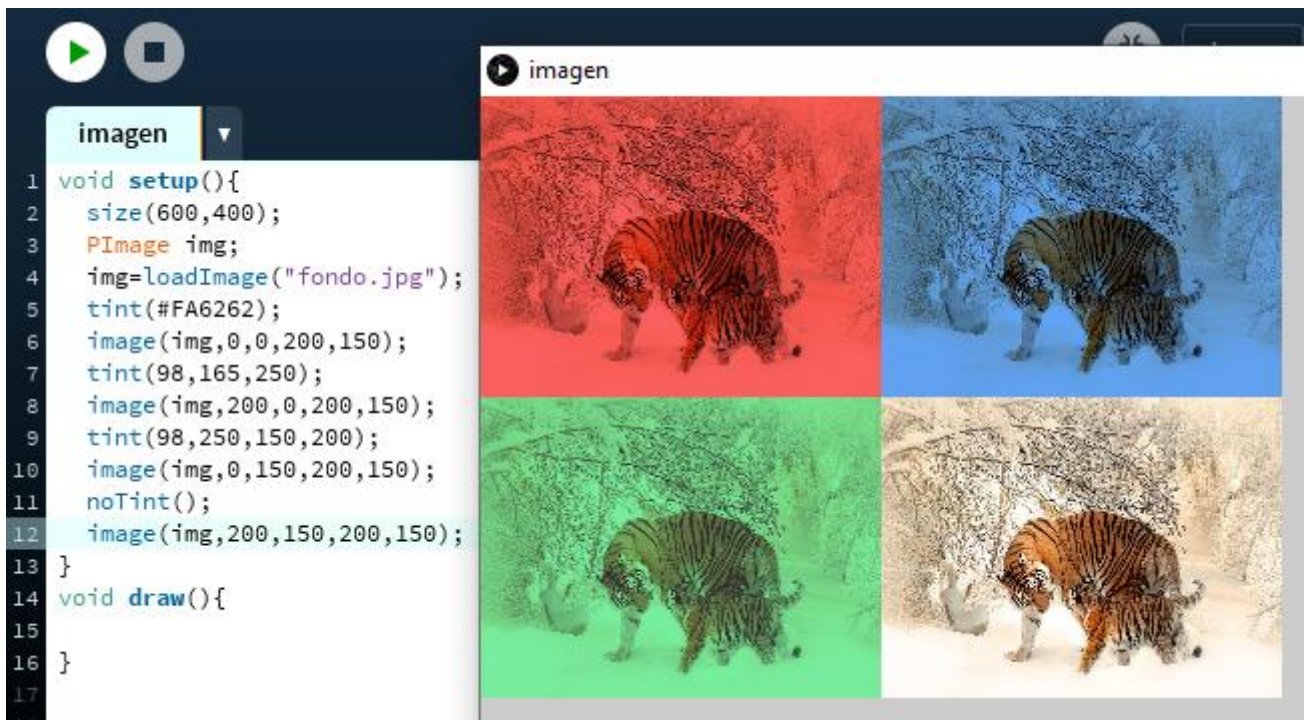 imagen
imagen
1 void setup(){
2 size(600,400);
3 PImage img;
4 img=loadImage("fondo.jpg");
5 tint(#FA6262);
6 image(img,0,0,200,150);
7 tint(98,165,250);
8 image(img,200,0,200,150);
9 tint(98,250,150,200);
10 image(img,0,150,200,150);
11 noTint();
12 image(img,200,150,200,150);
13 }
14 void draw(){
15
16 }
17